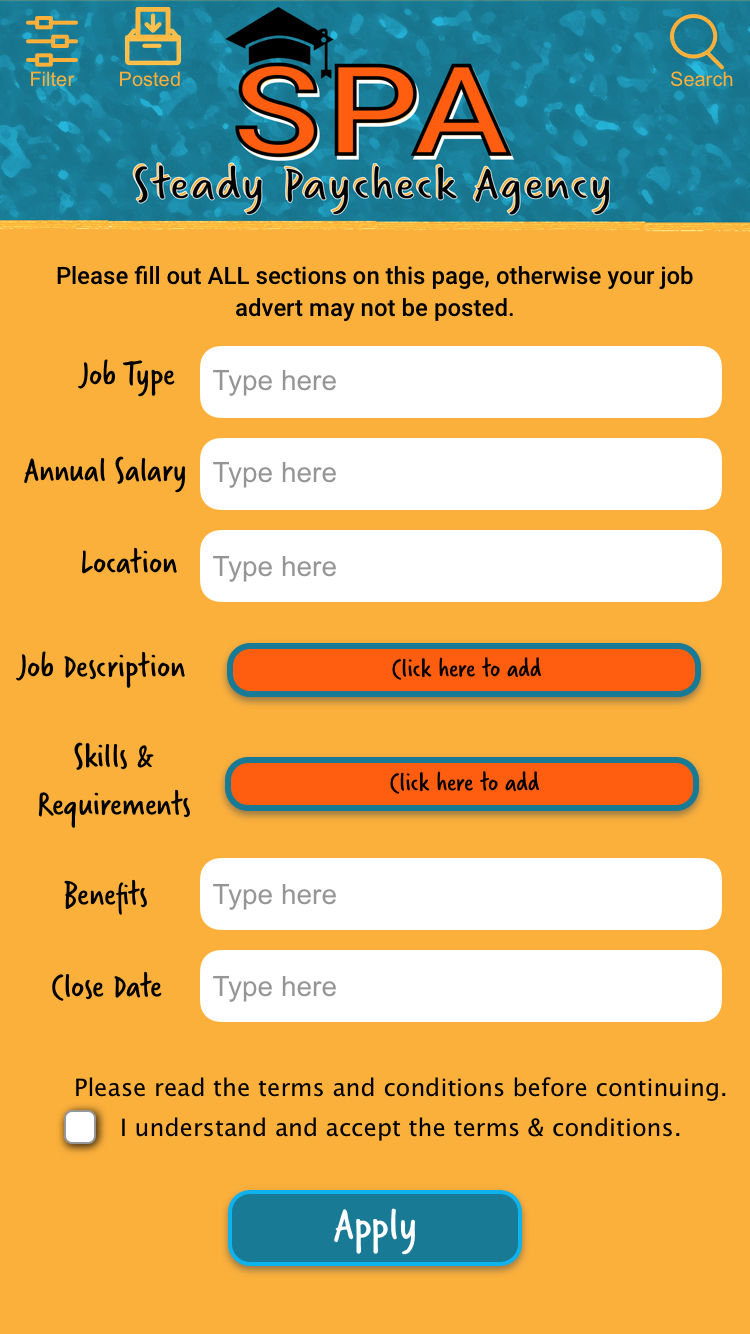 Filter
Posted
Search
SPA
Steady Paycheck Agency
Please fill out ALL sections on this page, otherwise your job
advert may not be posted.
Job Type
Type here
Annual Salary
Type here
Location
Type here
Job Description
Click here to add
Skills &
Requirements
Click here to add
Benefits
Type here
Close Date
Type here
Please read the terms and conditions before continuing.
I understand and accept the terms & conditions.
Apply